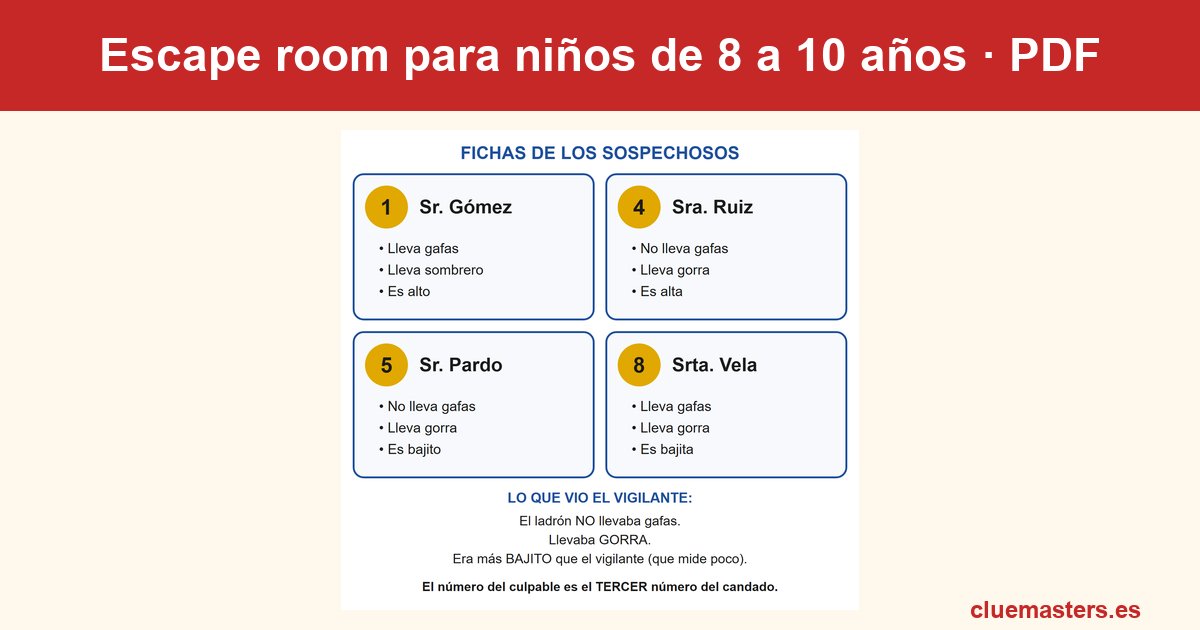 Escape room para niños de 8 a 10 años · PDF
FICHAS DE LOS SOSPECHOSOS
1 Sr. Gómez
• Lleva gafas
• Lleva sombrero
• Es alto
4 Sra. Ruiz
• No lleva gafas
• Lleva gorra
• Es alta
5 Sr. Pardo
• No lleva gafas
• Lleva gorra
• Es bajito
8 Srta. Vela
• Lleva gafas
• Lleva gorra
• Es bajita
LO QUE VIO EL VIGILANTE:
El ladrón NO llevaba gafas.
Llevaba GORRA.
Era más BAJITO que el vigilante (que mide poco).
El número del culpable es el TERCER número del candado.
cluemasters.es